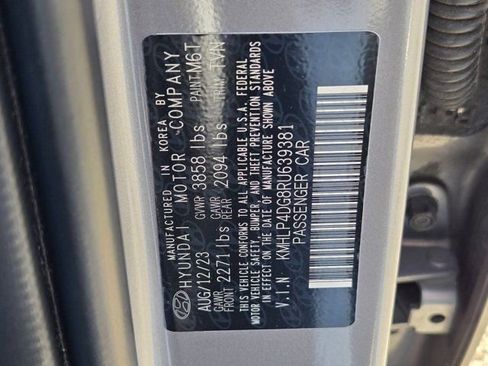 MANUFACTURED IN KOREA BY
HYUNDAI MOTOR COMPANY
AUG/12/23 GVWR 3858 lbs PAINT M6T
GAWR FRONT 2271 lbs GAWR REAR 2094 lbs TRIM TVN
THIS VEHICLE CONFORMS TO ALL APPLICABLE U.S.A. FEDERAL
MOTOR VEHICLE SAFETY, BUMPER, AND THEFT PREVENTION STANDARDS
IN EFFECT ON THE DATE OF MANUFACTURE SHOWN ABOVE
V.I.N KMHLP4DG8RU639381
PASSENGER CAR